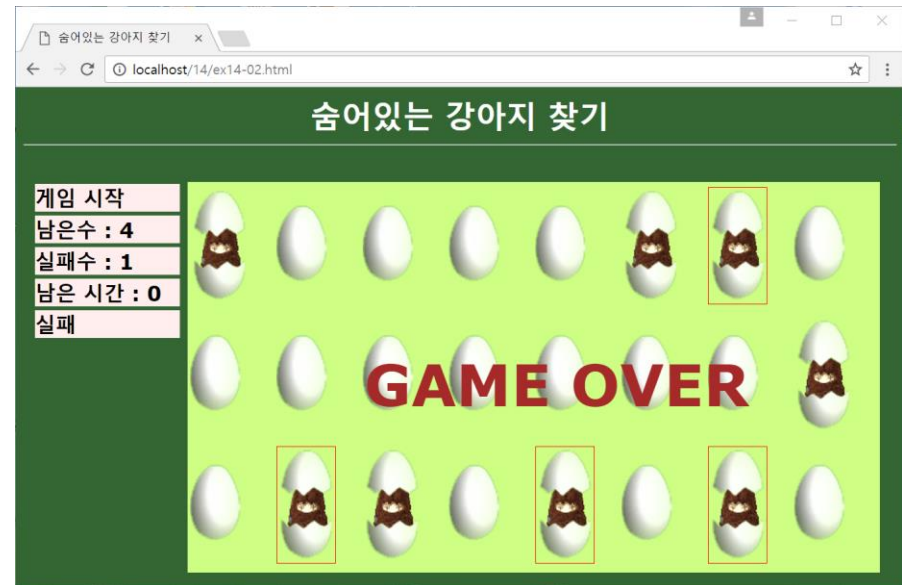 숨어있는 강아지 찾기
localhost/14/ex14-02.html
숨어있는 강아지 찾기
게임 시작
남은수 : 4
실패수 : 1
남은 시간 : 0
실패
GAME OVER